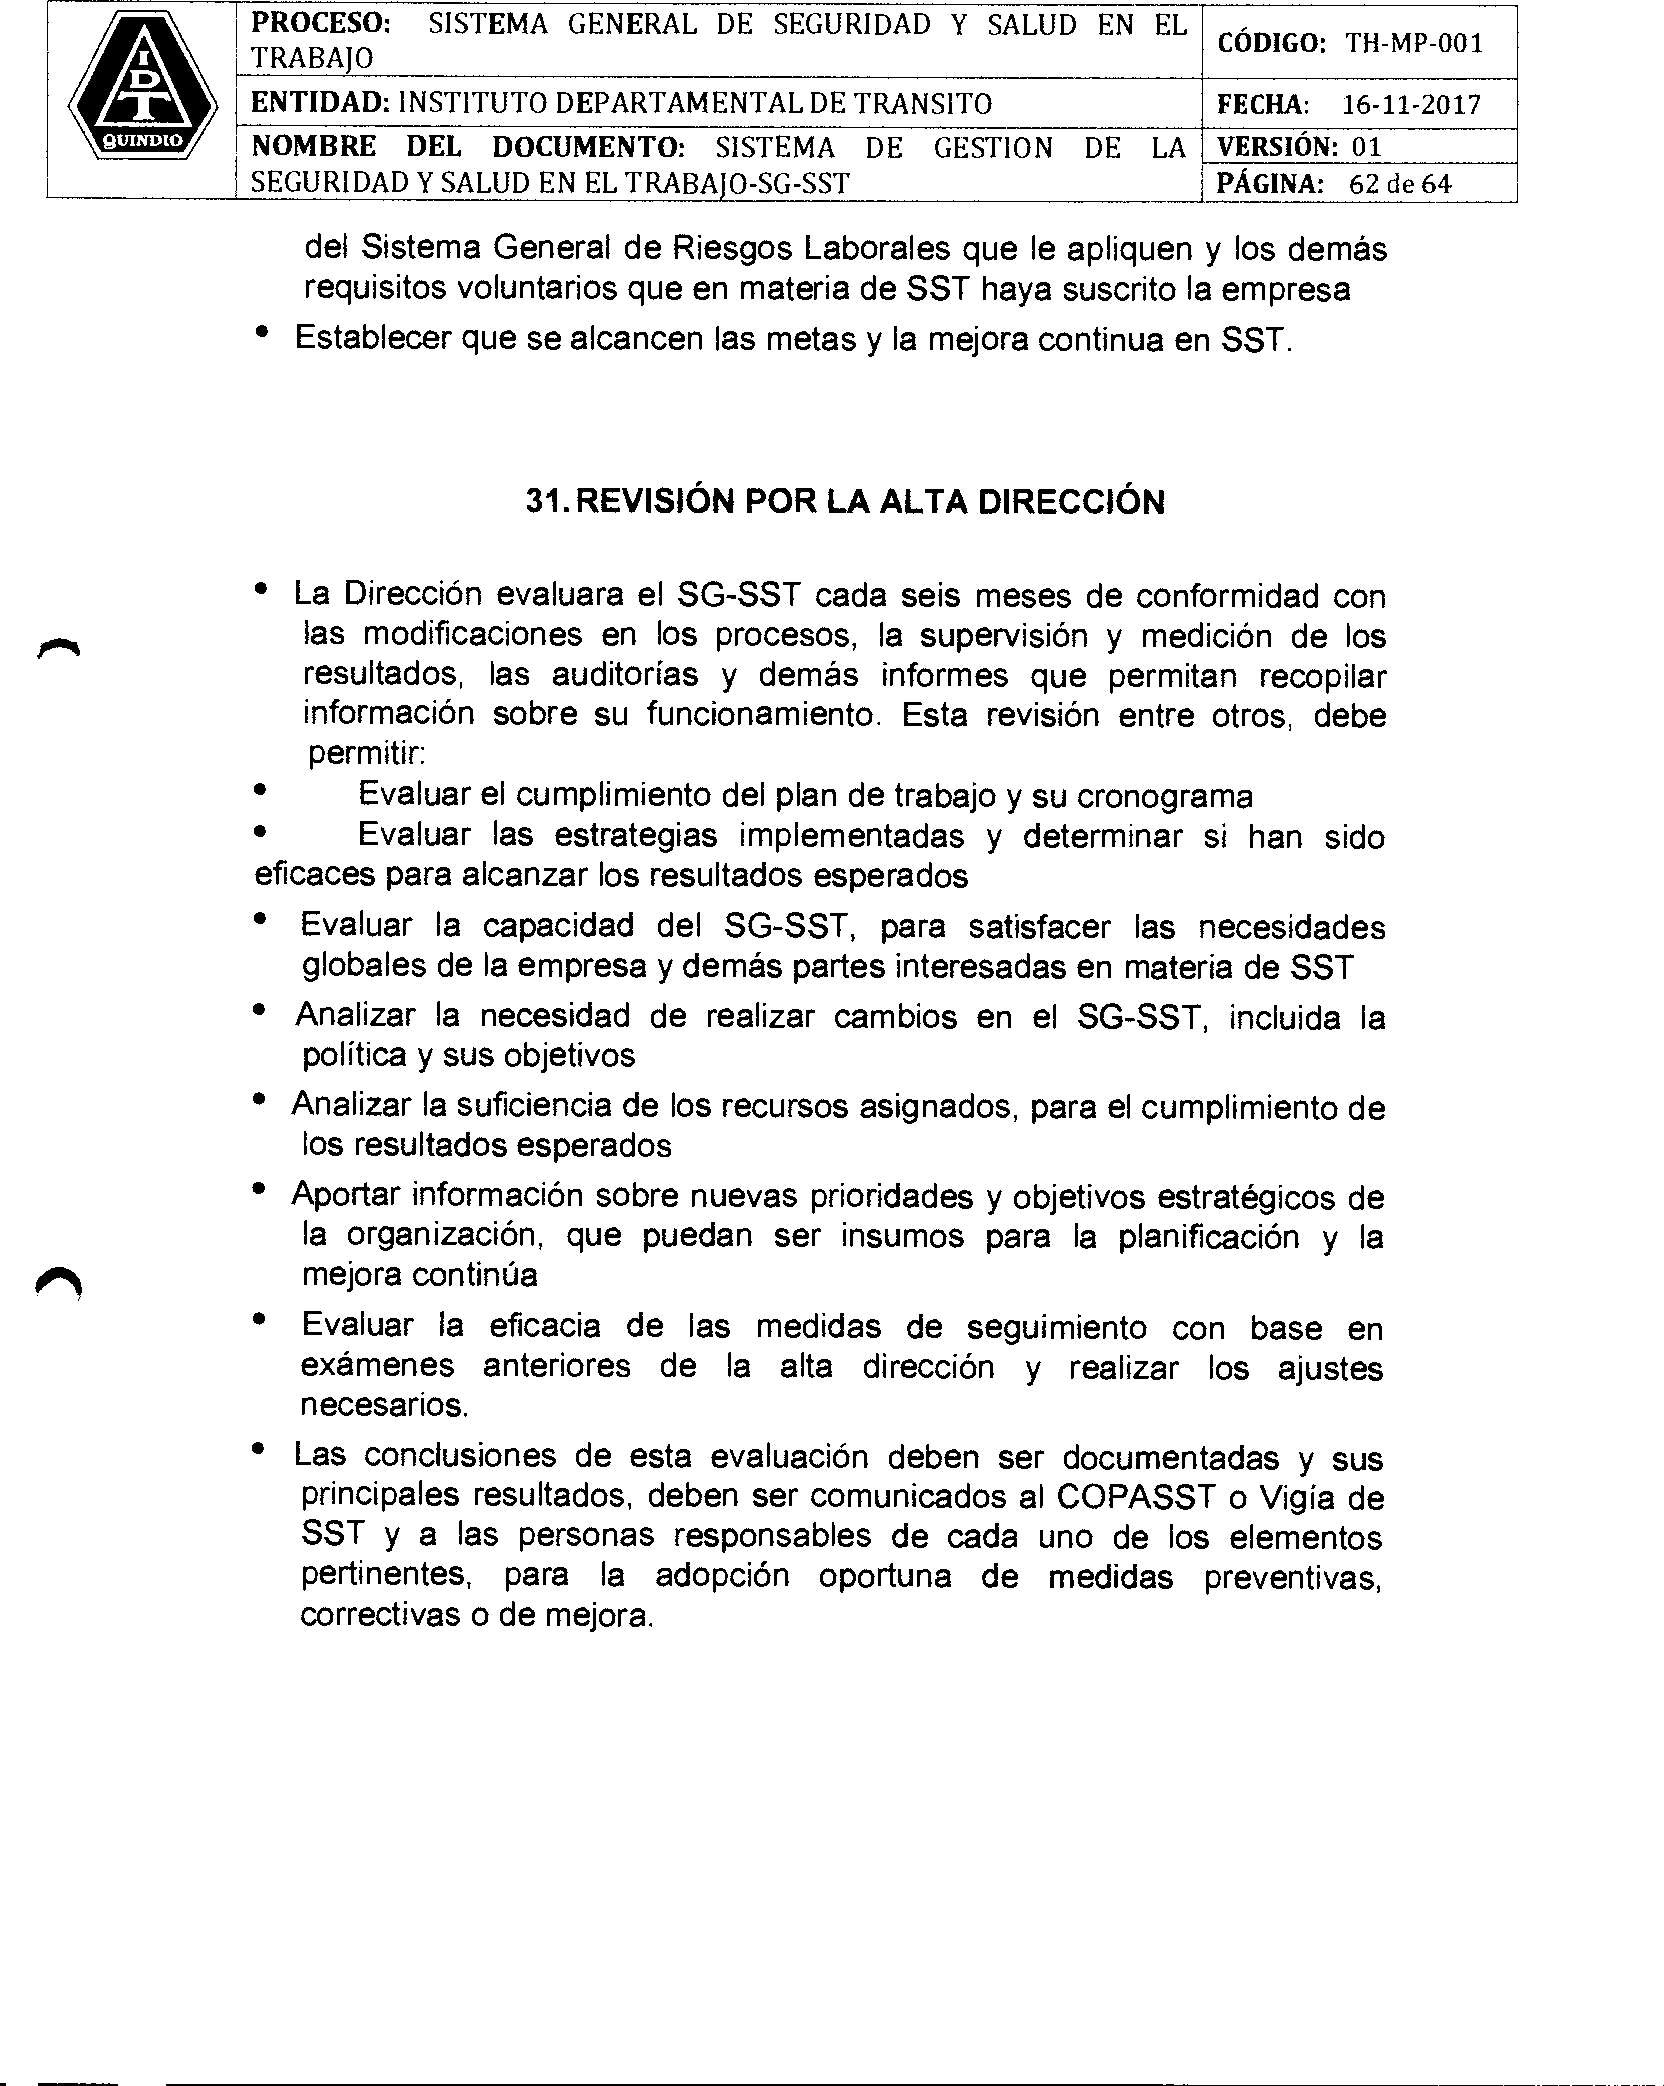 IDT
QUINDIO
PROCESO: SISTEMA GENERAL DE SEGURIDAD Y SALUD EN EL
TRABAJO
CÓDIGO: TH-MP-001
ENTIDAD: INSTITUTO DEPARTAMENTAL DE TRANSITO
FECHA: 16-11-2017
NOMBRE DEL DOCUMENTO: SISTEMA DE GESTION DE LA
SEGURIDAD Y SALUD EN EL TRABAJO-SG-SST
VERSIÓN: 01
PÁGINA: 62 de 64
del Sistema General de Riesgos Laborales que le apliquen y los demás
requisitos voluntarios que en materia de SST haya suscrito la empresa
• Establecer que se alcancen las metas y la mejora continua en SST.
31. REVISIÓN POR LA ALTA DIRECCIÓN
• La Dirección evaluara el SG-SST cada seis meses de conformidad con
las modificaciones en los procesos, la supervisión y medición de los
resultados, las auditorías y demás informes que permitan recopilar
información sobre su funcionamiento. Esta revisión entre otros, debe
permitir:
• Evaluar el cumplimiento del plan de trabajo y su cronograma
• Evaluar las estrategias implementadas y determinar si han sido
eficaces para alcanzar los resultados esperados
• Evaluar la capacidad del SG-SST, para satisfacer las necesidades
globales de la empresa y demás partes interesadas en materia de SST
• Analizar la necesidad de realizar cambios en el SG-SST, incluida la
política y sus objetivos
• Analizar la suficiencia de los recursos asignados, para el cumplimiento de
los resultados esperados
• Aportar información sobre nuevas prioridades y objetivos estratégicos de
la organización, que puedan ser insumos para la planificación y la
mejora continúa
• Evaluar la eficacia de las medidas de seguimiento con base en
exámenes anteriores de la alta dirección y realizar los ajustes
necesarios.
• Las conclusiones de esta evaluación deben ser documentadas y sus
principales resultados, deben ser comunicados al COPASST o Vigía de
SST y a las personas responsables de cada uno de los elementos
pertinentes, para la adopción oportuna de medidas preventivas,
correctivas o de mejora.